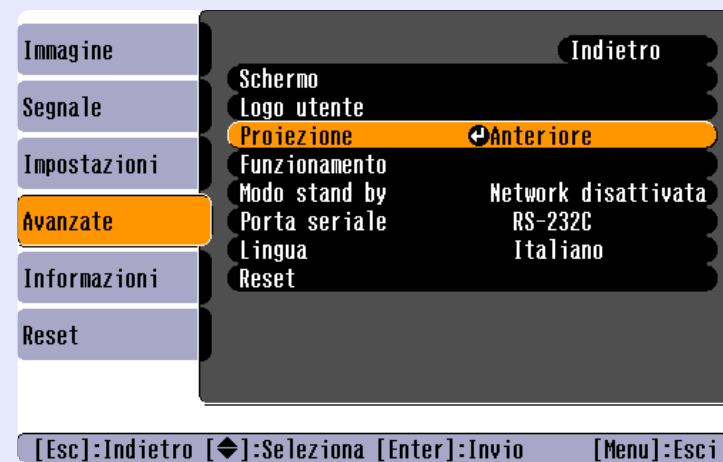 Immagine
Segnale
Impostazioni
Avanzate
Informazioni
Reset
Indietro
Schermo
Logo utente
Proiezione Anteriore
Funzionamento
Modo stand by Network disattivata
Porta seriale RS-232C
Lingua Italiano
Reset
[Esc]:Indietro [◆]:Seleziona [Enter]:Invio [Menu]:Esci